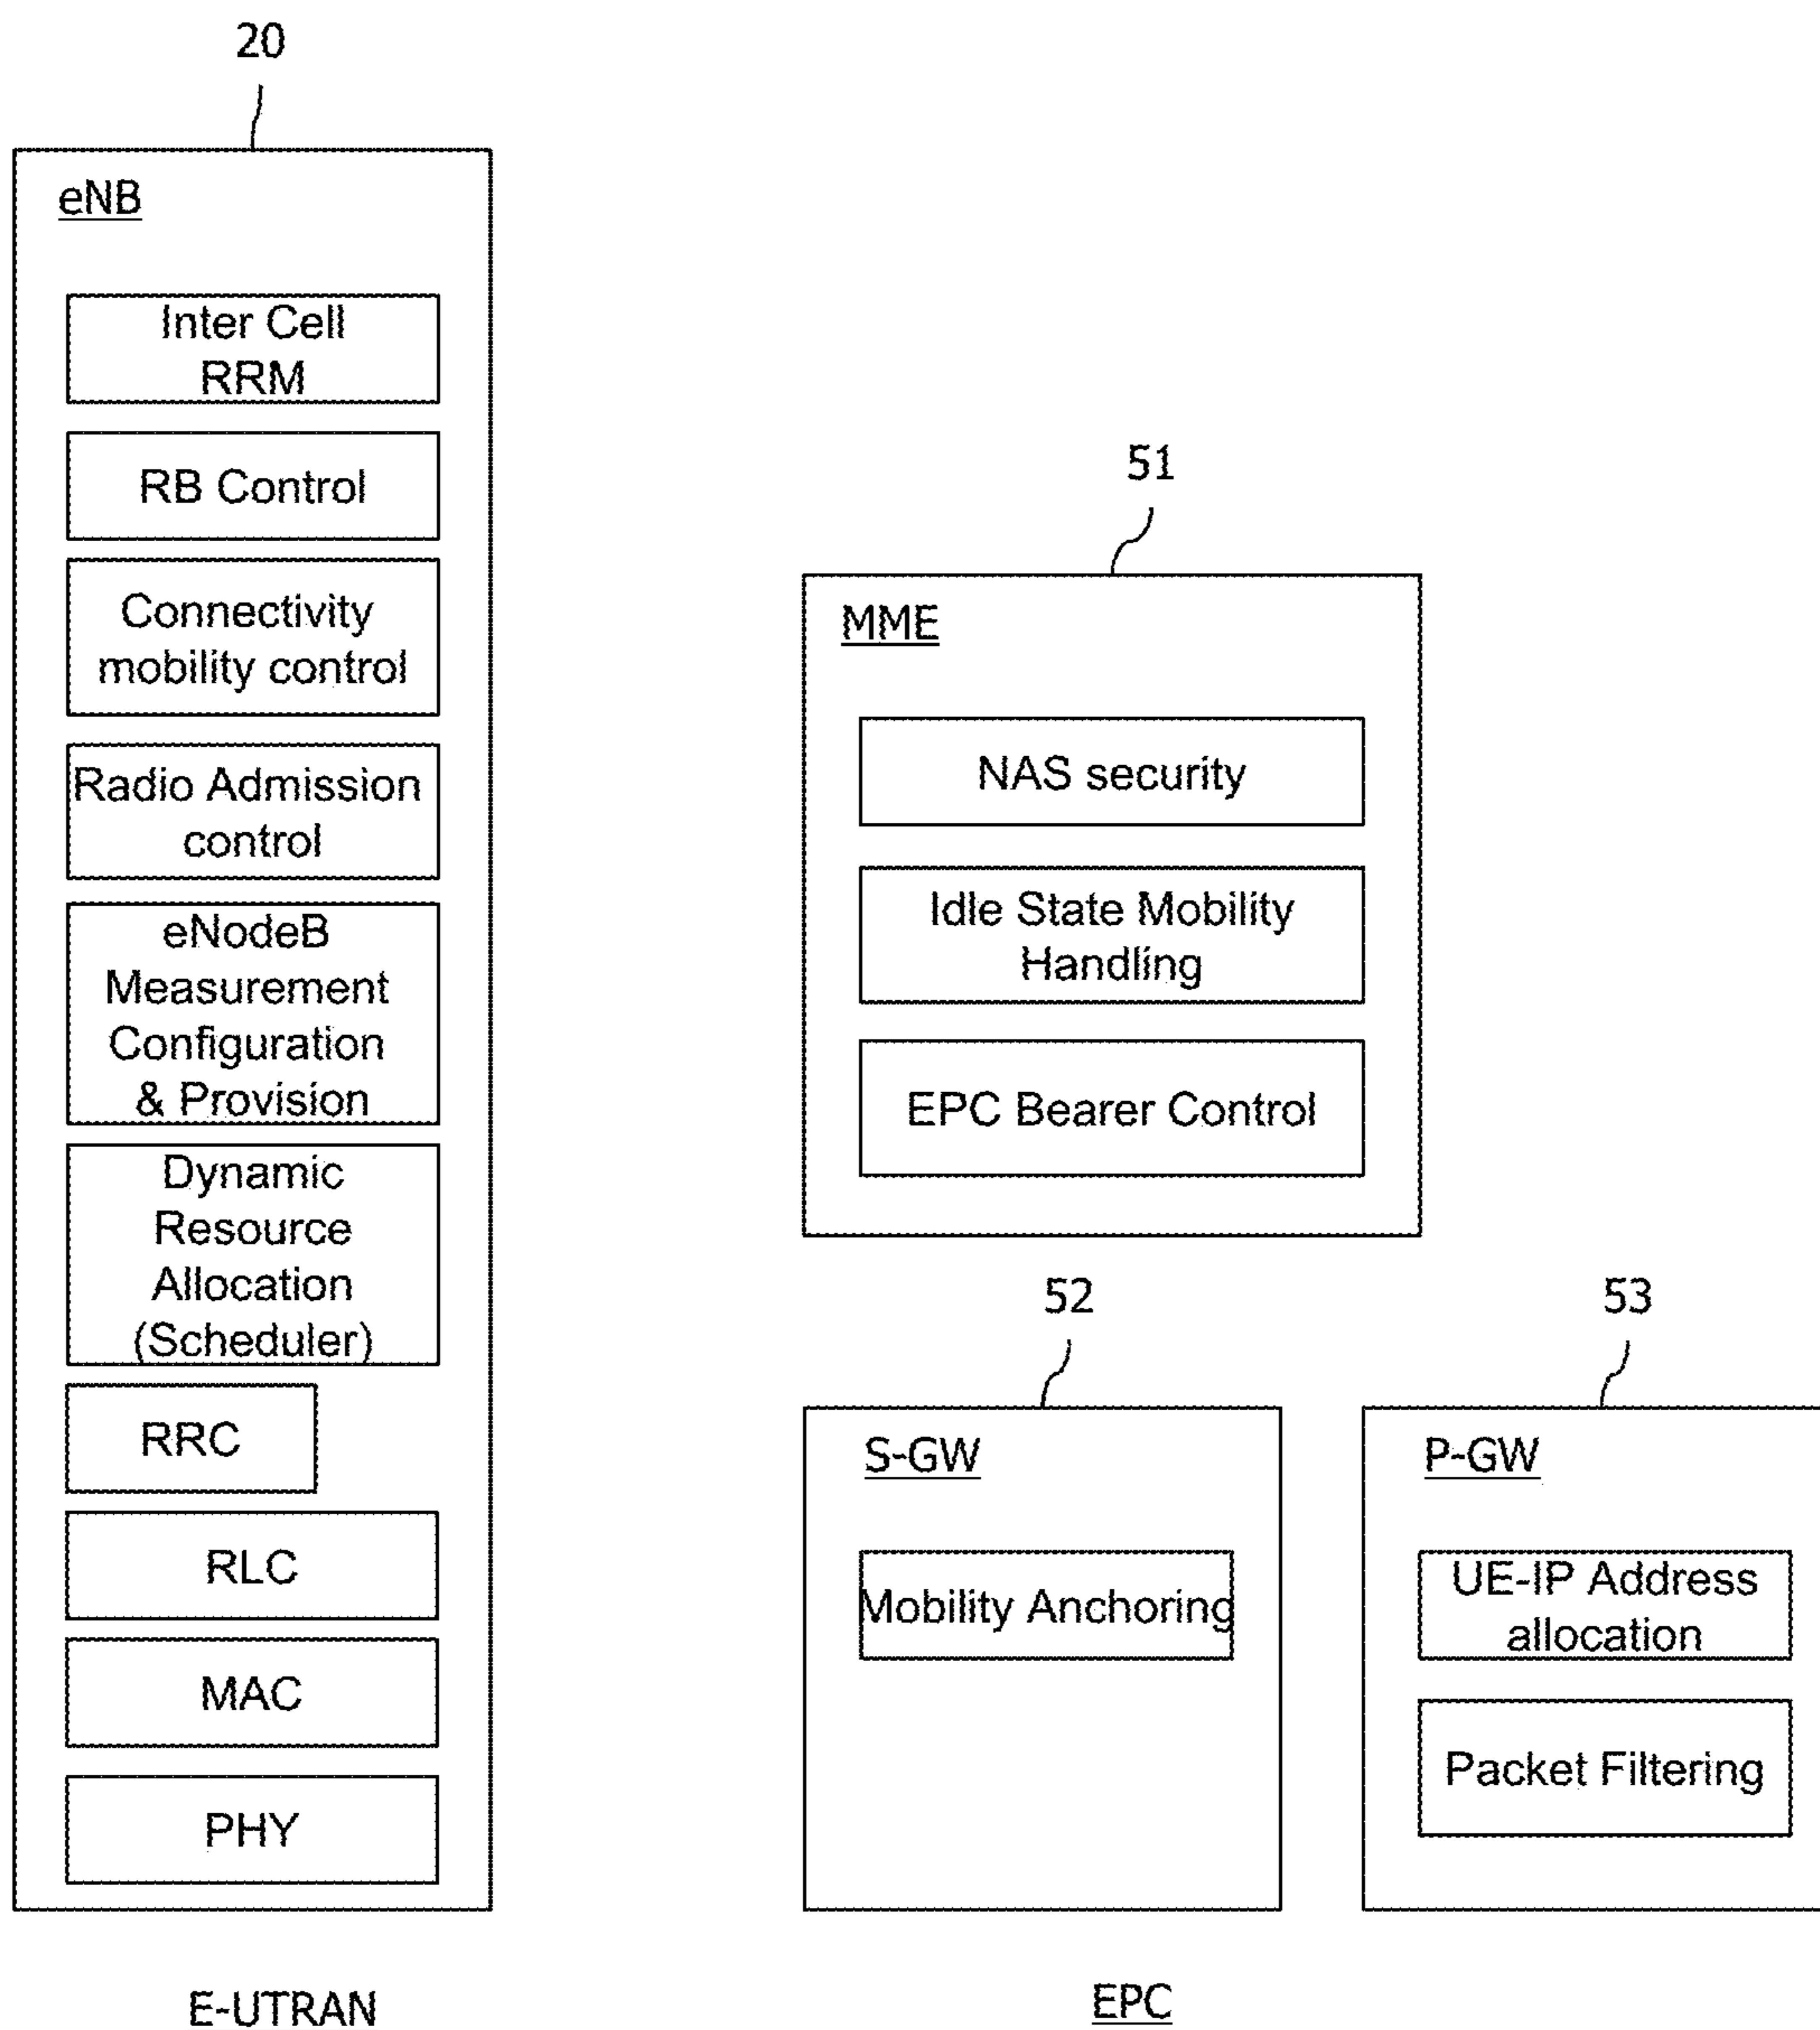 20
eNB
Inter Cell
RRM
RB Control
Connectivity
mobility control
Radio Admission
control
eNodeB
Measurement
Configuration
& Provision
Dynamic
Resource
Allocation
(Scheduler)
RRC
RLC
MAC
PHY
E-UTRAN
51
MME
NAS security
Idle State Mobility
Handling
EPC Bearer Control
52
S-GW
Mobility Anchoring
53
P-GW
UE-IP Address
allocation
Packet Filtering
EPC